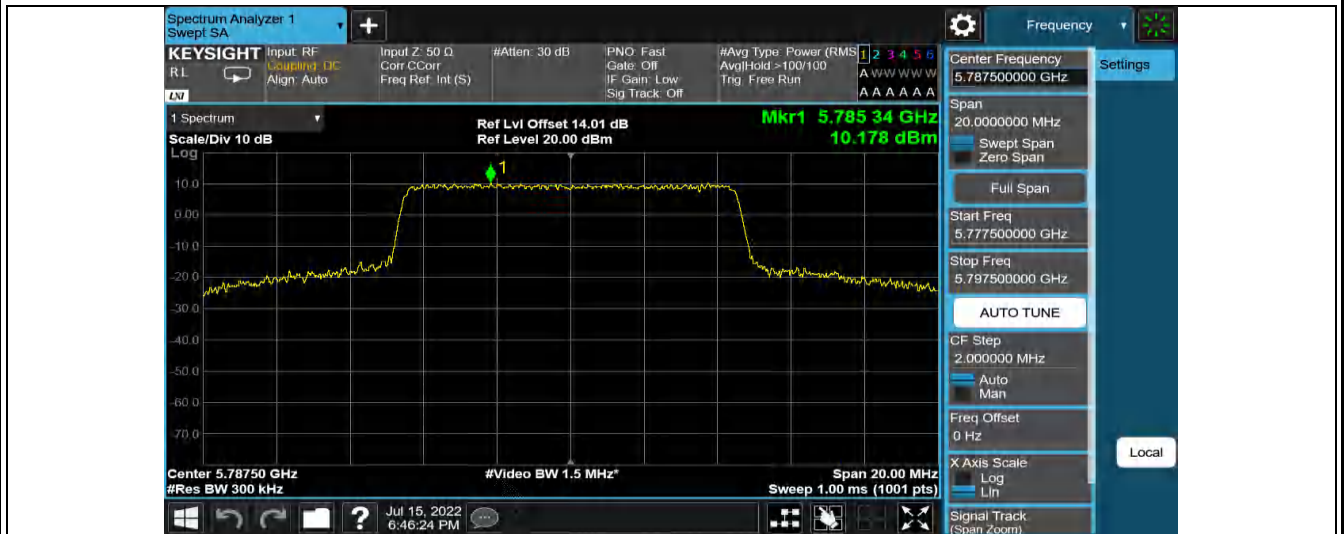 Spectrum Analyzer 1
Swept SA
+
Frequency
KEYSIGHT
RL
LXI
Input: RF
Coupling: DC
Align: Auto
Input Z: 50 Ω
Corr CCorr
Freq Ref: Int (S)
#Atten: 30 dB
PNO: Fast
Gate: Off
IF Gain: Low
Sig Track: Off
#Avg Type: Power (RMS
Avg|Hold:>100/100
Trig: Free Run
1 2 3 4 5 6
A W W W W W
A A A A A A
1 Spectrum
Scale/Div 10 dB
Ref Lvl Offset 14.01 dB
Ref Level 20.00 dBm
Mkr1 5.785 34 GHz
10.178 dBm
Log
1
10.0
0.00
-10.0
-20.0
-30.0
-40.0
-50.0
-60.0
-70.0
Center 5.78750 GHz
#Res BW 300 kHz
#Video BW 1.5 MHz*
Span 20.00 MHz
Sweep 1.00 ms (1001 pts)
Center Frequency
5.787500000 GHz
Settings
Span
20.0000000 MHz
Swept Span
Zero Span
Full Span
Start Freq
5.777500000 GHz
Stop Freq
5.797500000 GHz
AUTO TUNE
CF Step
2.000000 MHz
Auto
Man
Freq Offset
0 Hz
X Axis Scale
Log
Lin
Signal Track
(Span Zoom)
Local
?
Jul 15, 2022
6:46:24 PM